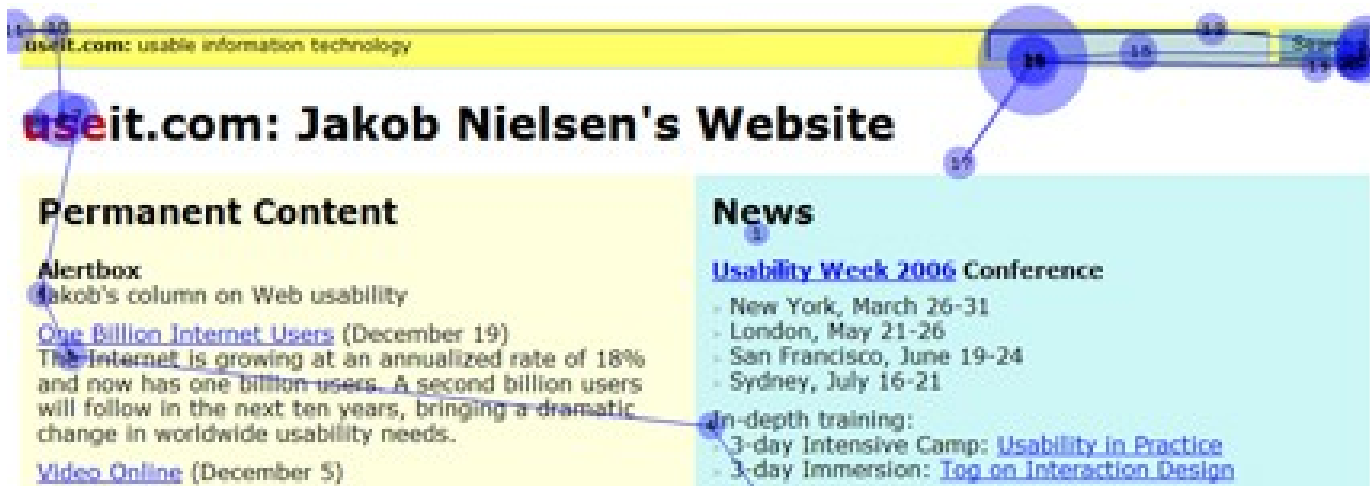 useit.com: usable information technology
Search
useit.com: Jakob Nielsen's Website
Permanent Content
Alertbox
Jakob's column on Web usability
One Billion Internet Users (December 19)
The Internet is growing at an annualized rate of 18%
and now has one billion users. A second billion users
will follow in the next ten years, bringing a dramatic
change in worldwide usability needs.
Video Online (December 5)
News
Usability Week 2006 Conference
New York, March 26-31
London, May 21-26
San Francisco, June 19-24
Sydney, July 16-21
In-depth training:
3-day Intensive Camp: Usability in Practice
3-day Immersion: Tog on Interaction Design